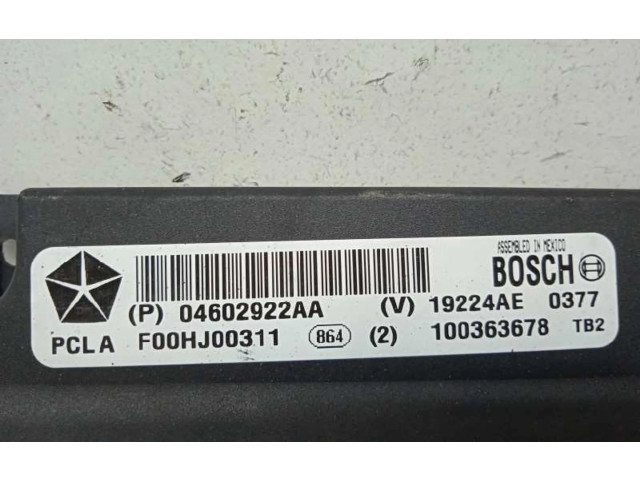 ASSEMBLED IN MEXICO
BOSCH
(P) 04602922AA (V) 19224AE 0377
PCLA F00HJ00311 864 (2) 100363678 TB2